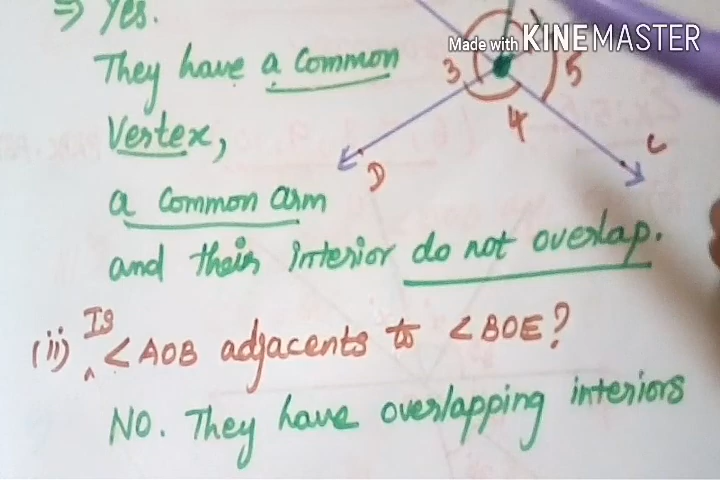 ⇒ Yes.
Made with KINEMASTER
They have a common
3 5
Vertex, 4
C
D
a common arm
and their interior do not overlap.
(ii) Is ∠AOB adjacents to ∠BOE?
NO. They have overlapping interiors